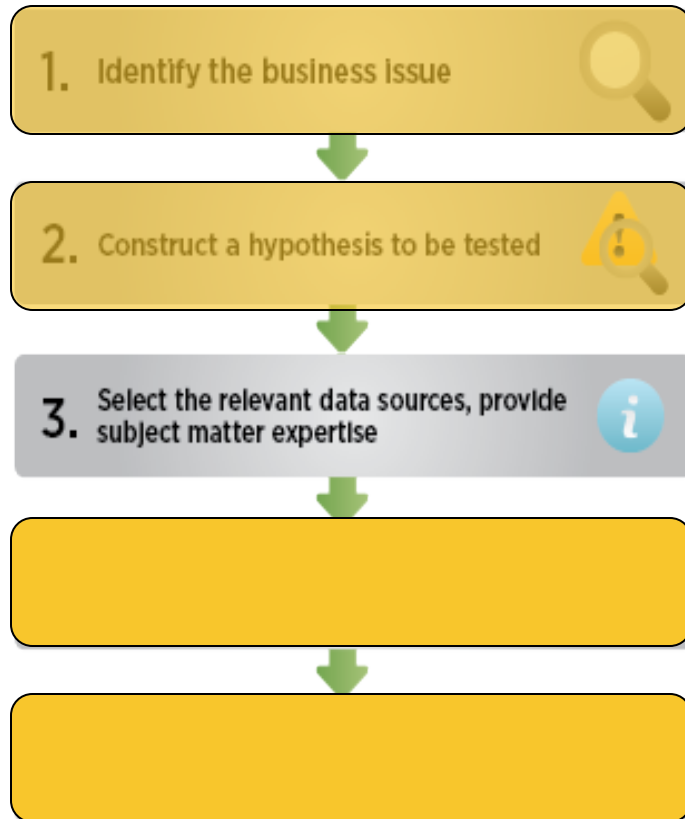 1. Identify the business issue
2. Construct a hypothesis to be tested
3. Select the relevant data sources, provide
subject matter expertise